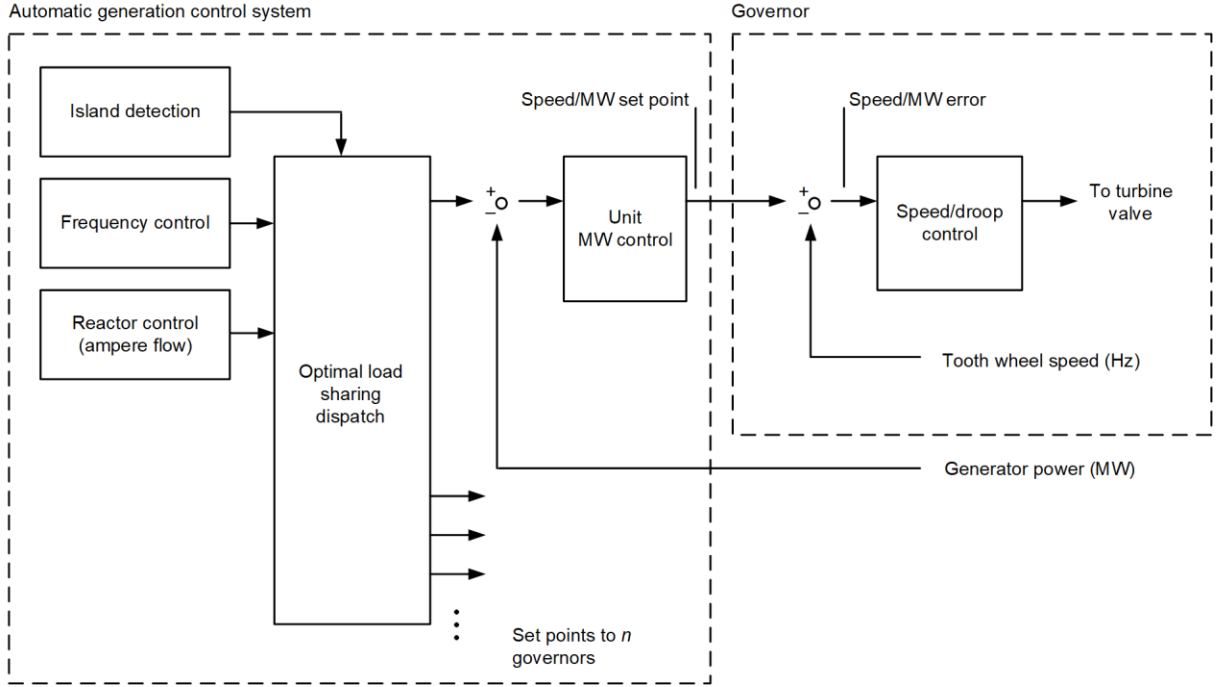 Automatic generation control system
Governor
Island detection
Speed/MW set point
Speed/MW error
Frequency control
+
−
Unit
MW control
+
−
Speed/droop
control
To turbine
valve
Reactor control
(ampere flow)
Optimal load
sharing
dispatch
Tooth wheel speed (Hz)
Generator power (MW)
Set points to n
governors